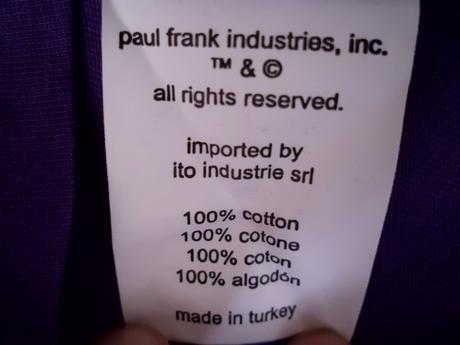 paul frank industries, inc.
™ & ©
all rights reserved.
imported by
ito industrie srl
100% cotton
100% cotone
100% coton
100% algodón
made in turkey